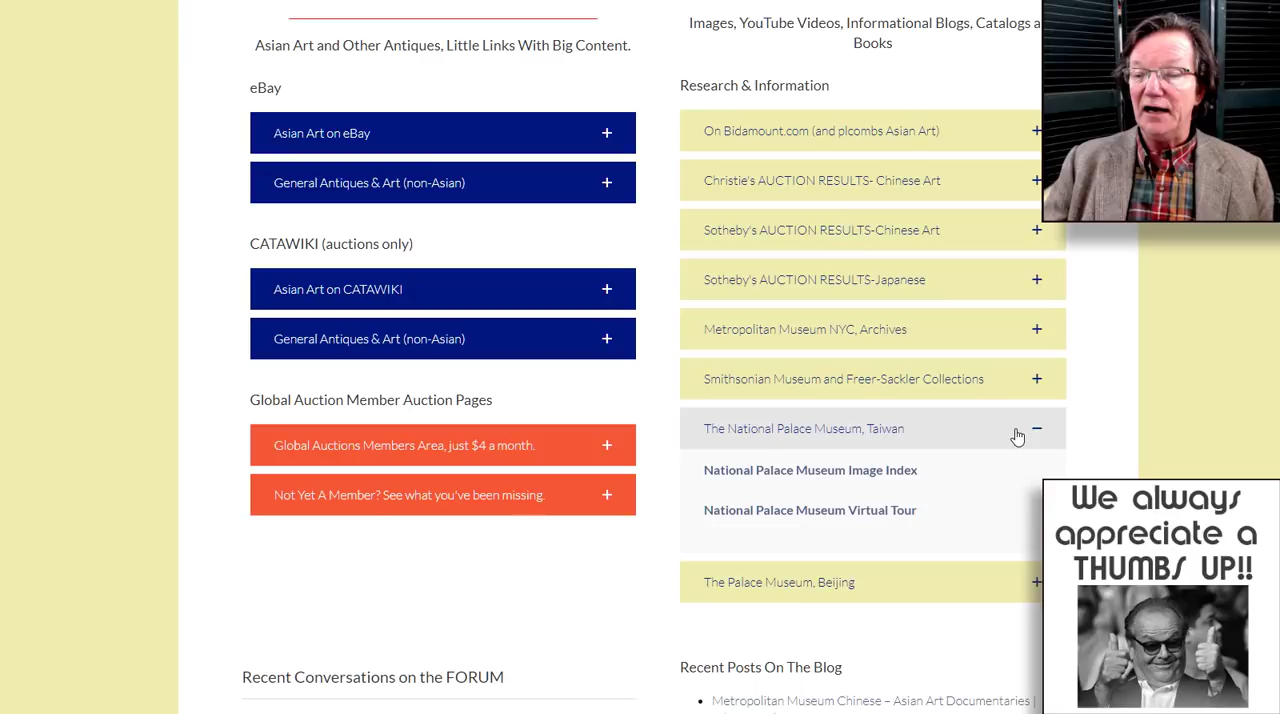 Asian Art and Other Antiques, Little Links With Big Content.
eBay
Asian Art on eBay
General Antiques & Art (non-Asian)
CATAWIKI (auctions only)
Asian Art on CATAWIKI
General Antiques & Art (non-Asian)
Global Auction Member Auction Pages
Global Auctions Members Area, just $4 a month.
Not Yet A Member? See what you've been missing.
Recent Conversations on the FORUM
Images, YouTube Videos, Informational Blogs, Catalogs a
Books
Research & Information
On Bidamount.com (and plcombs Asian Art)
Christie's AUCTION RESULTS- Chinese Art
Sotheby's AUCTION RESULTS-Chinese Art
Sotheby's AUCTION RESULTS-Japanese
Metropolitan Museum NYC, Archives
Smithsonian Museum and Freer-Sackler Collections
The National Palace Museum, Taiwan
National Palace Museum Image Index
National Palace Museum Virtual Tour
The Palace Museum, Beijing
Recent Posts On The Blog
Metropolitan Museum Chinese – Asian Art Documentaries |
We always
appreciate a
THUMBS UP!!